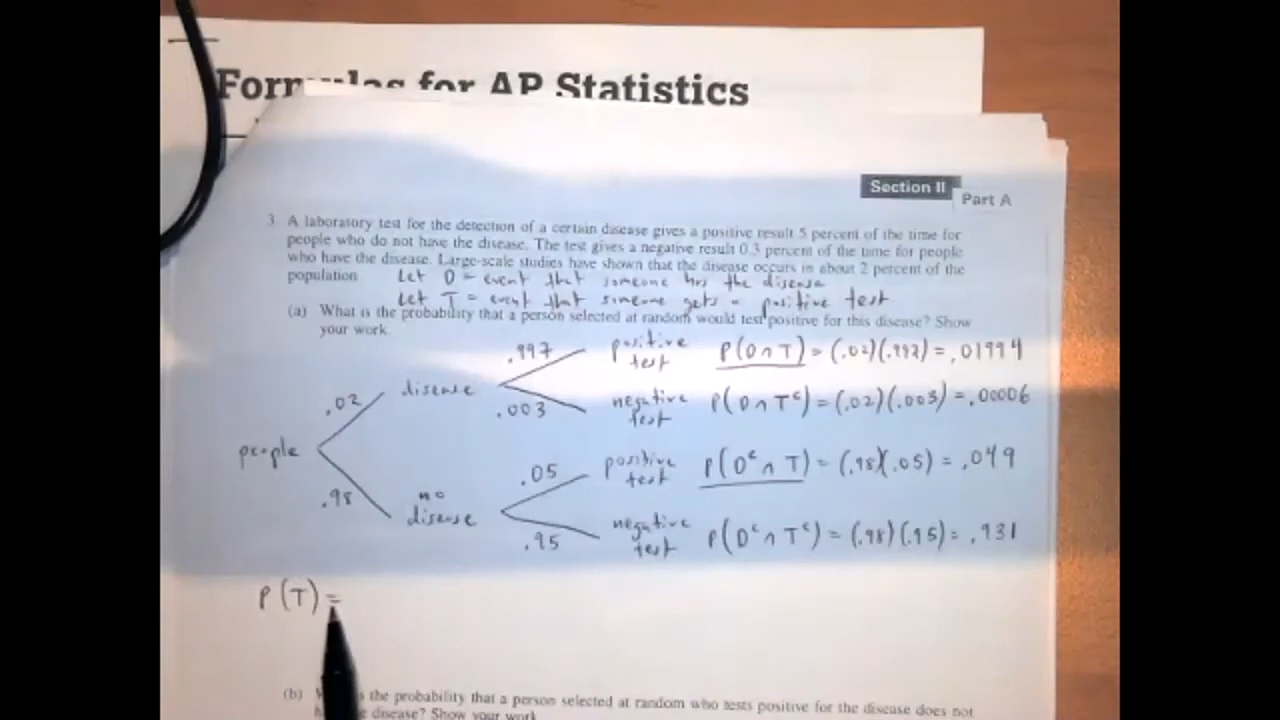 Formulas for AP Statistics
Section II
Part A
3. A laboratory test for the detection of a certain disease gives a positive result 5 percent of the time for
people who do not have the disease. The test gives a negative result 0.3 percent of the time for people
who have the disease. Large-scale studies have shown that the disease occurs in about 2 percent of the
population. Let D = event that someone has the disease
Let T = event that someone gets a positive test
(a) What is the probability that a person selected at random would test positive for this disease? Show
your work.
.997 positive test P(D∩T) = (.02)(.997) = .01994
.02 disease
.003 negative test P(D∩Tᶜ) = (.02)(.003) = .00006
people
.05 positive test P(Dᶜ∩T) = (.98)(.05) = .049
.98 no disease
.95 negative test P(Dᶜ∩Tᶜ) = (.98)(.95) = .931
P(T) =
(b) is the probability that a person selected at random who tests positive for the disease does not
disease? Show your work.